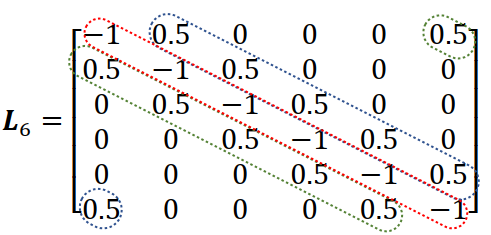 −1 0.5 0 0 0 0.5
0.5 −1 0.5 0 0 0
0 0.5 −1 0.5 0 0
L₆ = 0 0 0.5 −1 0.5 0
0 0 0 0.5 −1 0.5
0.5 0 0 0 0.5 −1